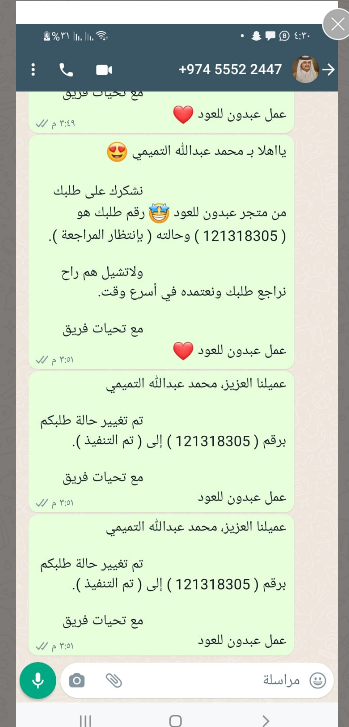 ٤:٣٠
٣١%
+974 5552 2447
مع تحيات فريق
عمل عبدون للعود ❤️
٣:٤٩ م
يااهلا بـ محمد عبدالله التميمي 😍
نشكرك على طلبك
من متجر عبدون للعود 🤩 رقم طلبك هو
( 121318305 ) وحالته ( بإنتظار المراجعة ).
ولاتشيل هم راح
نراجع طلبك ونعتمده في أسرع وقت.
مع تحيات فريق
عمل عبدون للعود ❤️
٣:٥١ م
عميلنا العزيز، محمد عبدالله التميمي
تم تغيير حالة طلبكم
برقم ( 121318305 ) إلى ( تم التنفيذ ).
مع تحيات فريق
عمل عبدون للعود
٣:٥١ م
عميلنا العزيز، محمد عبدالله التميمي
تم تغيير حالة طلبكم
برقم ( 121318305 ) إلى ( تم التنفيذ ).
مع تحيات فريق
عمل عبدون للعود
٣:٥١ م
مراسلة